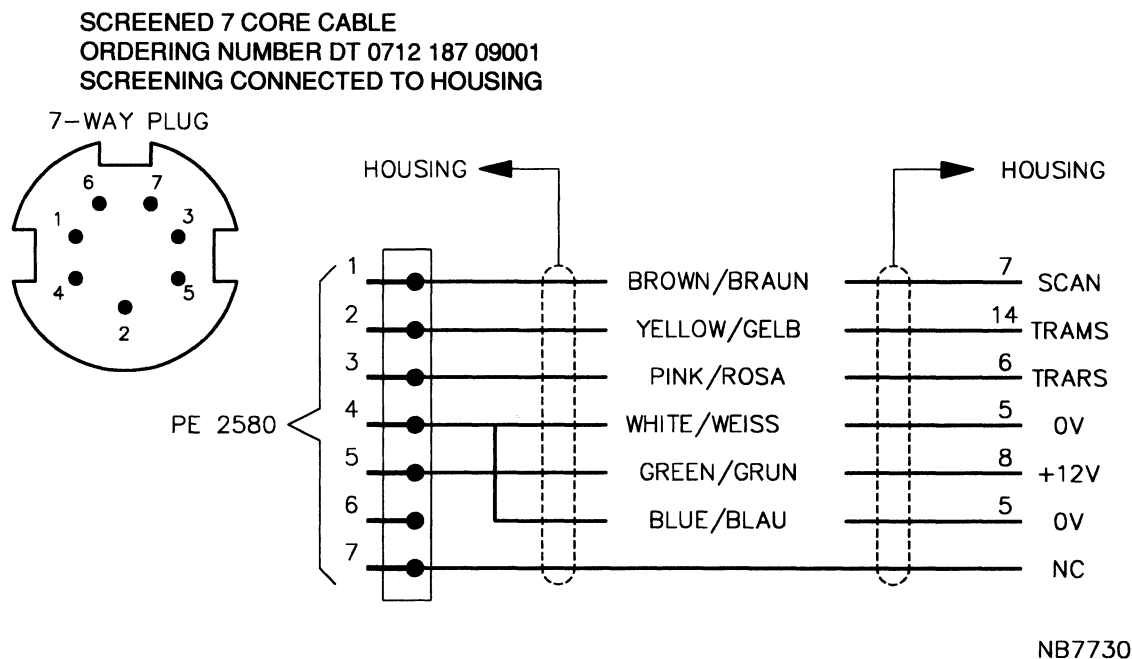 SCREENED 7 CORE CABLE
ORDERING NUMBER DT 0712 187 09001
SCREENING CONNECTED TO HOUSING
7-WAY PLUG
6 7
1 3
4 5
2
HOUSING HOUSING
1 BROWN/BRAUN 7 SCAN
2 YELLOW/GELB 14 TRAMS
3 PINK/ROSA 6 TRARS
PE 2580
4 WHITE/WEISS 5 0V
5 GREEN/GRUN 8 +12V
6 BLUE/BLAU 5 0V
7 NC
NB7730